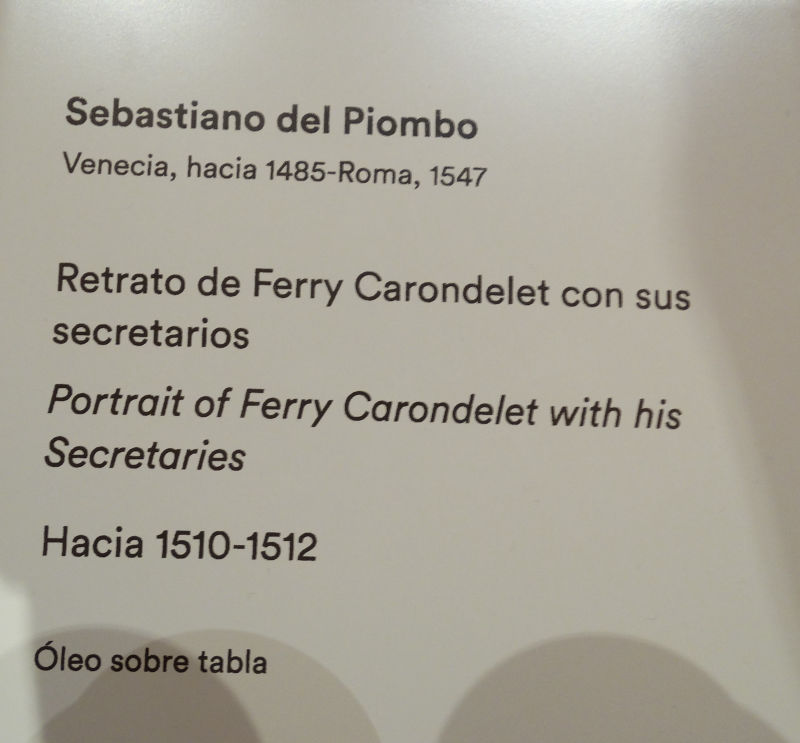 Sebastiano del Piombo
Venecia, hacia 1485-Roma, 1547
Retrato de Ferry Carondelet con sus
secretarios
Portrait of Ferry Carondelet with his
Secretaries
Hacia 1510-1512
Óleo sobre tabla